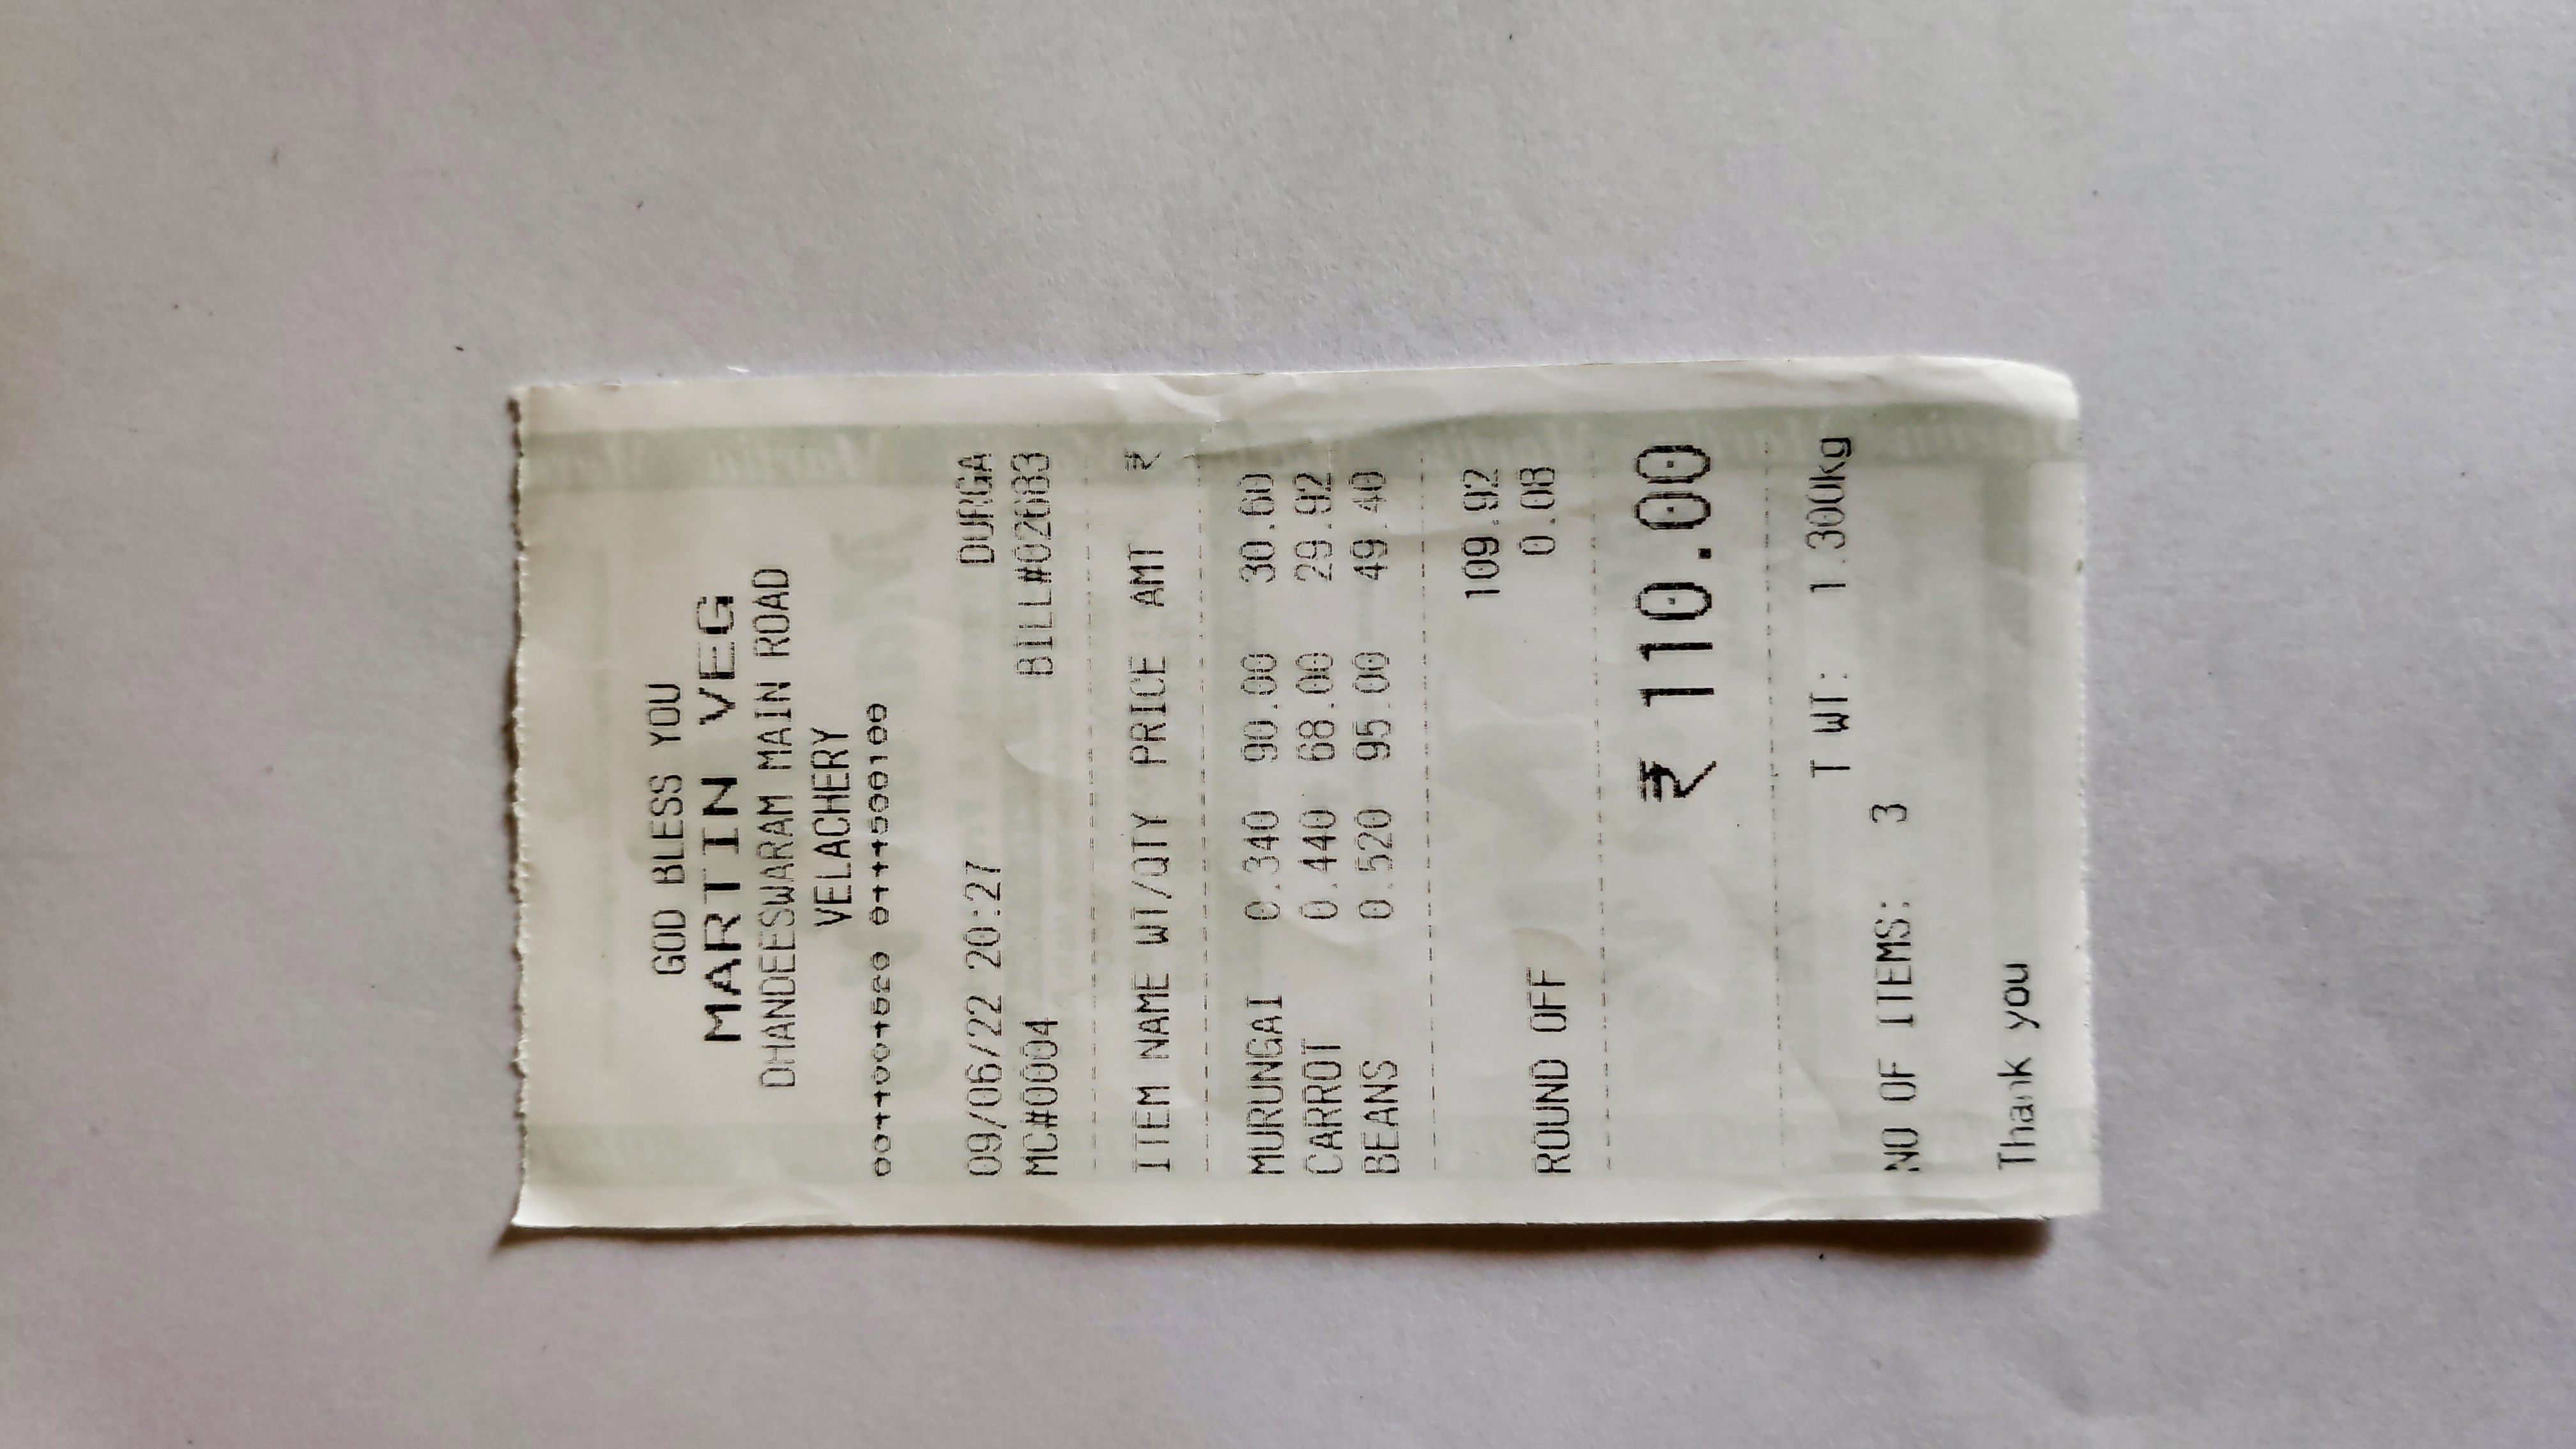 GOD BLESS YOU
MARTIN VEG
DHANDEESWARAM MAIN ROAD
VELACHERY
09/06/22 20:27 DURGA
MC#0004 BILL#02683
ITEM NAME WT/QTY PRICE AMT ₹
MURUNGAI 0.340 90.00 30.60
CARROT 0.440 68.00 29.92
BEANS 0.520 95.00 49.40
109.92
ROUND OFF 0.08
₹ 110.00
T WT: 1.300kg
NO OF ITEMS: 3
Thank you